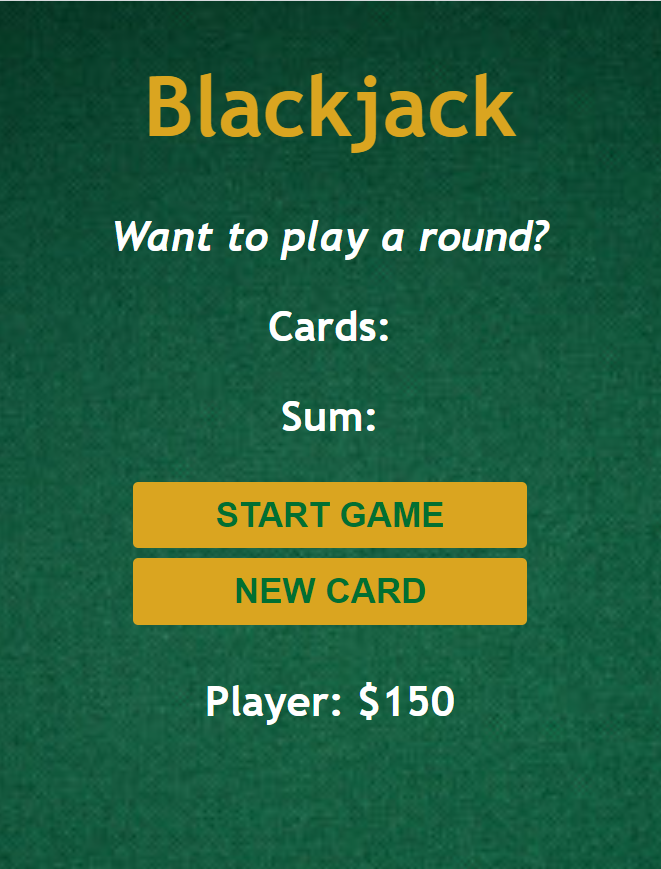 Blackjack
Want to play a round?
Cards:
Sum:
START GAME
NEW CARD
Player: $150